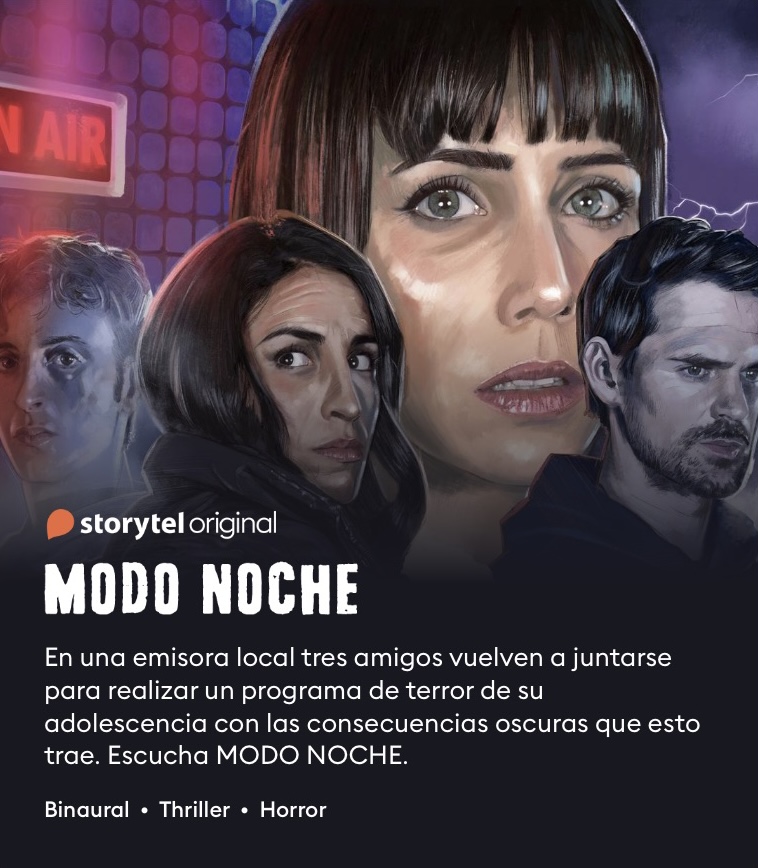 N AIR
storytel original
MODO NOCHE
En una emisora local tres amigos vuelven a juntarse
para realizar un programa de terror de su
adolescencia con las consecuencias oscuras que esto
trae. Escucha MODO NOCHE.
Binaural • Thriller • Horror